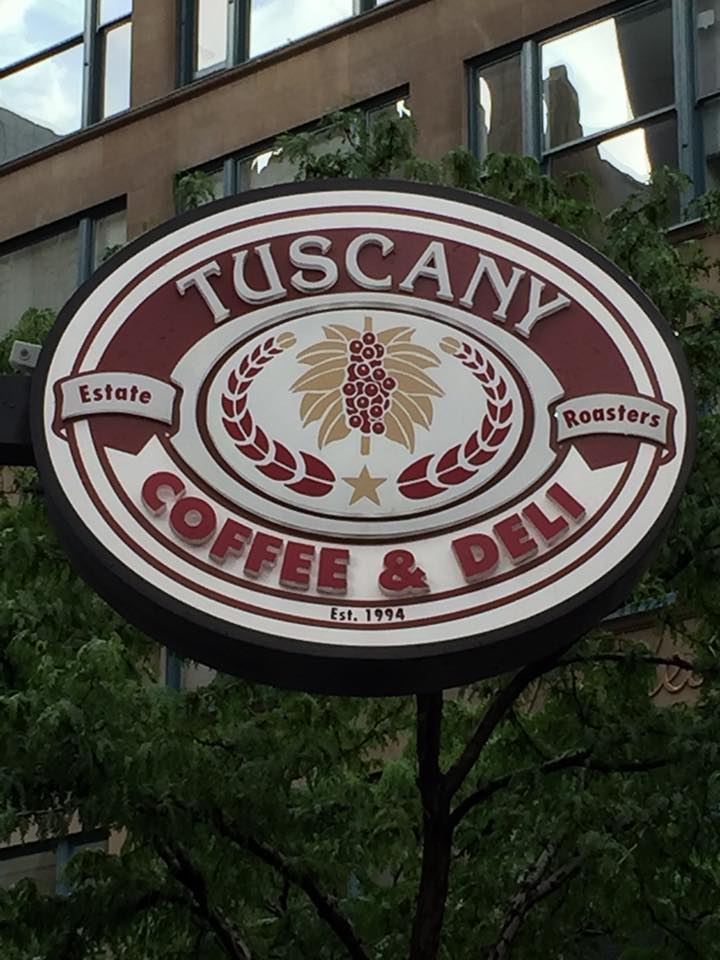 TUSCANY
Estate
Roasters
COFFEE & DELI
Est. 1994